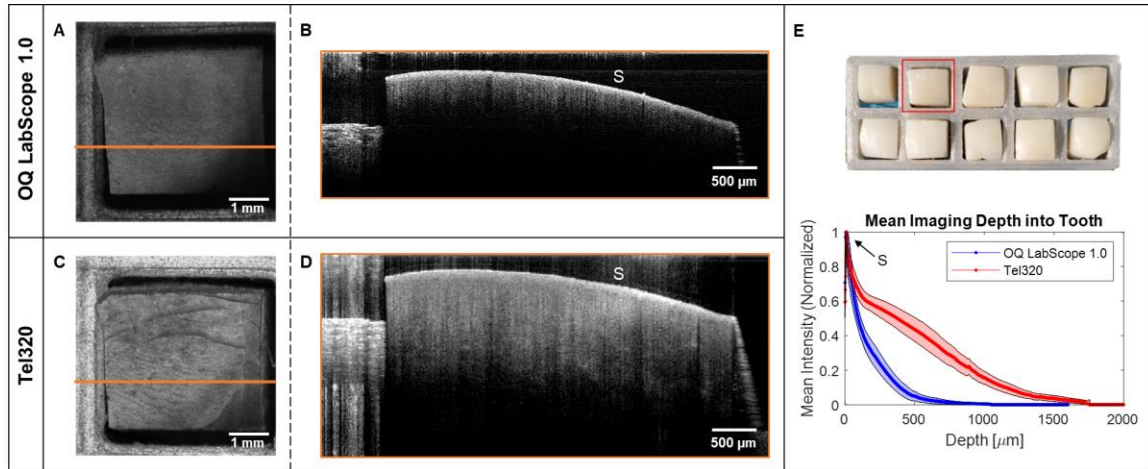 OQ LabScope 1.0
A
1 mm
B
S
500 µm
Tel320
C
1 mm
D
S
500 µm
E
Mean Imaging Depth into Tooth
Mean Intensity (Normalized)
1
0.8
0.6
0.4
0.2
0
S
OQ LabScope 1.0
Tel320
0 500 1000 1500 2000
Depth [µm]